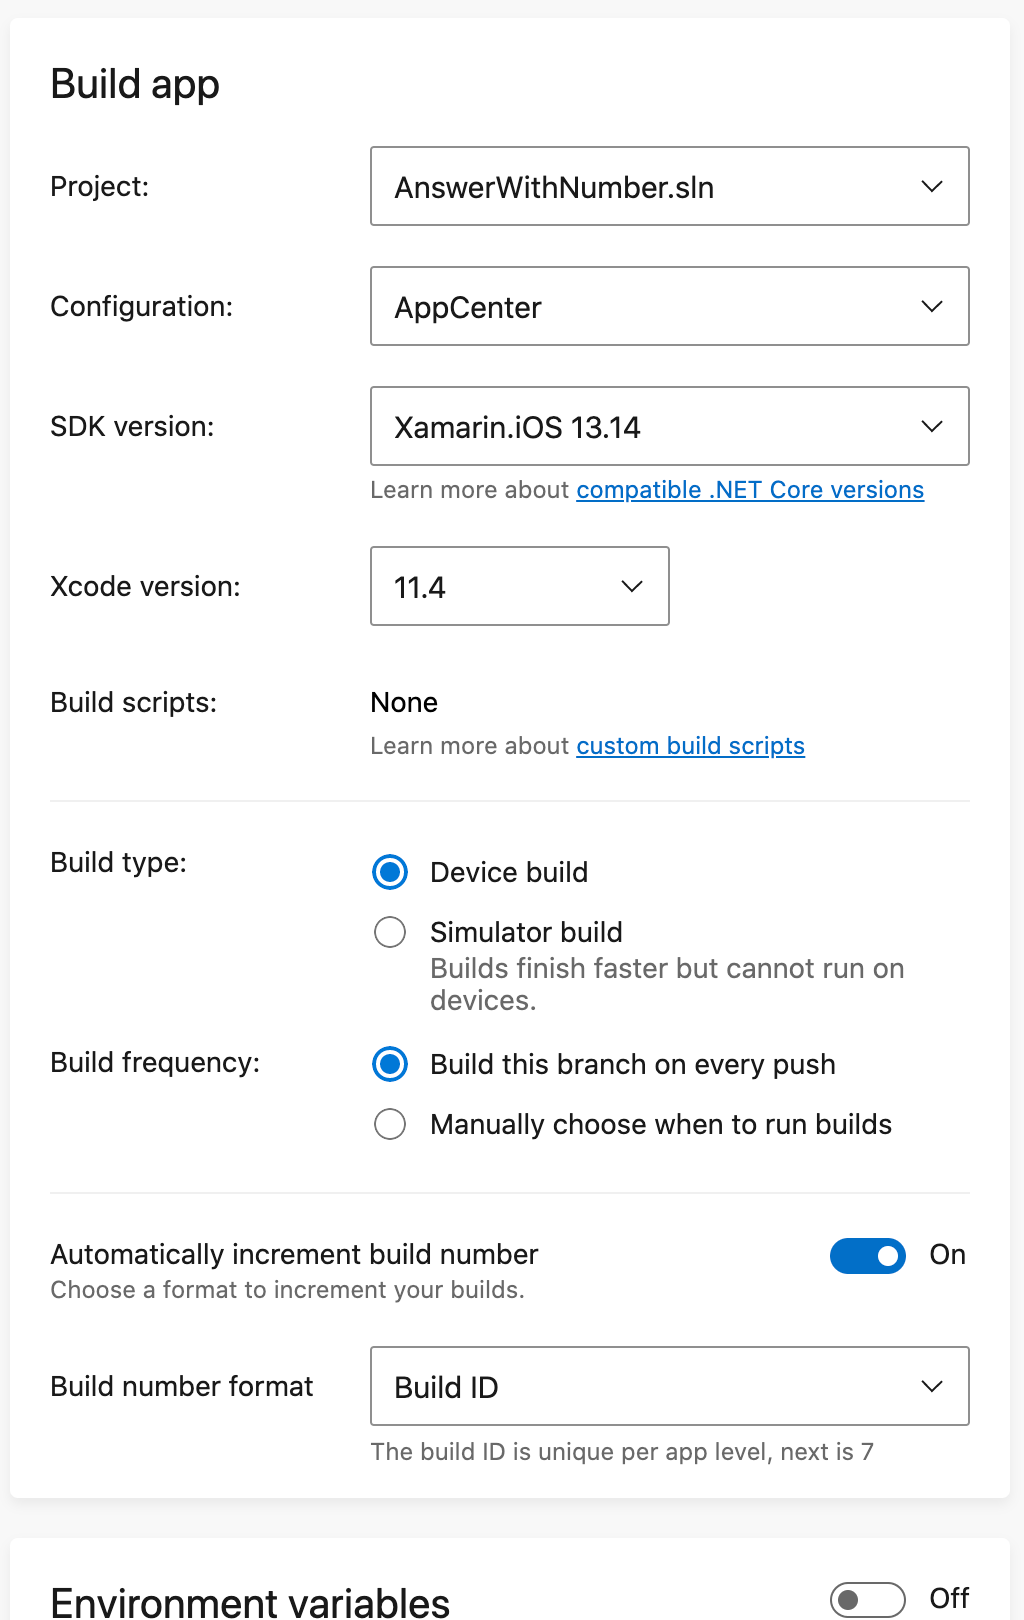 Build app
Project:
AnswerWithNumber.sln
Configuration:
AppCenter
SDK version:
Xamarin.iOS 13.14
Learn more about compatible .NET Core versions
Xcode version:
11.4
Build scripts:
None
Learn more about custom build scripts
Build type:
Device build
Simulator build
Builds finish faster but cannot run on
devices.
Build frequency:
Build this branch on every push
Manually choose when to run builds
Automatically increment build number
On
Choose a format to increment your builds.
Build number format
Build ID
The build ID is unique per app level, next is 7
Environment variables
Off